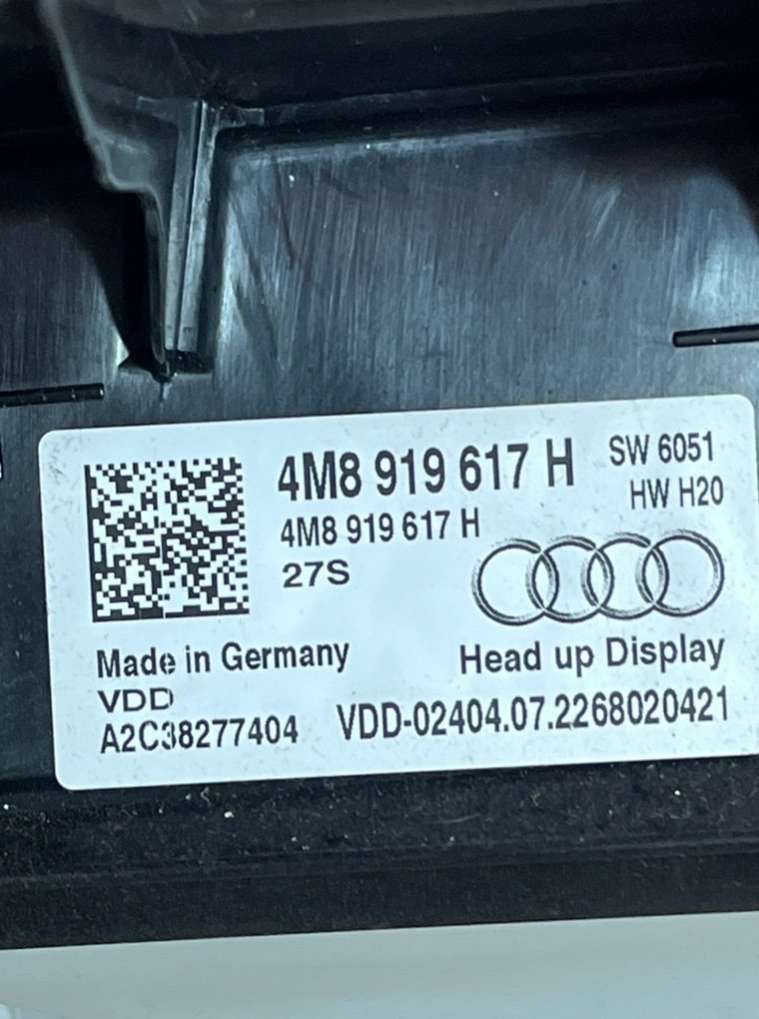 4M8 919 617 H SW 6051
4M8 919 617 H HW H20
27S
Made in Germany Head up Display
VDD
A2C38277404 VDD-02404.07.2268020421